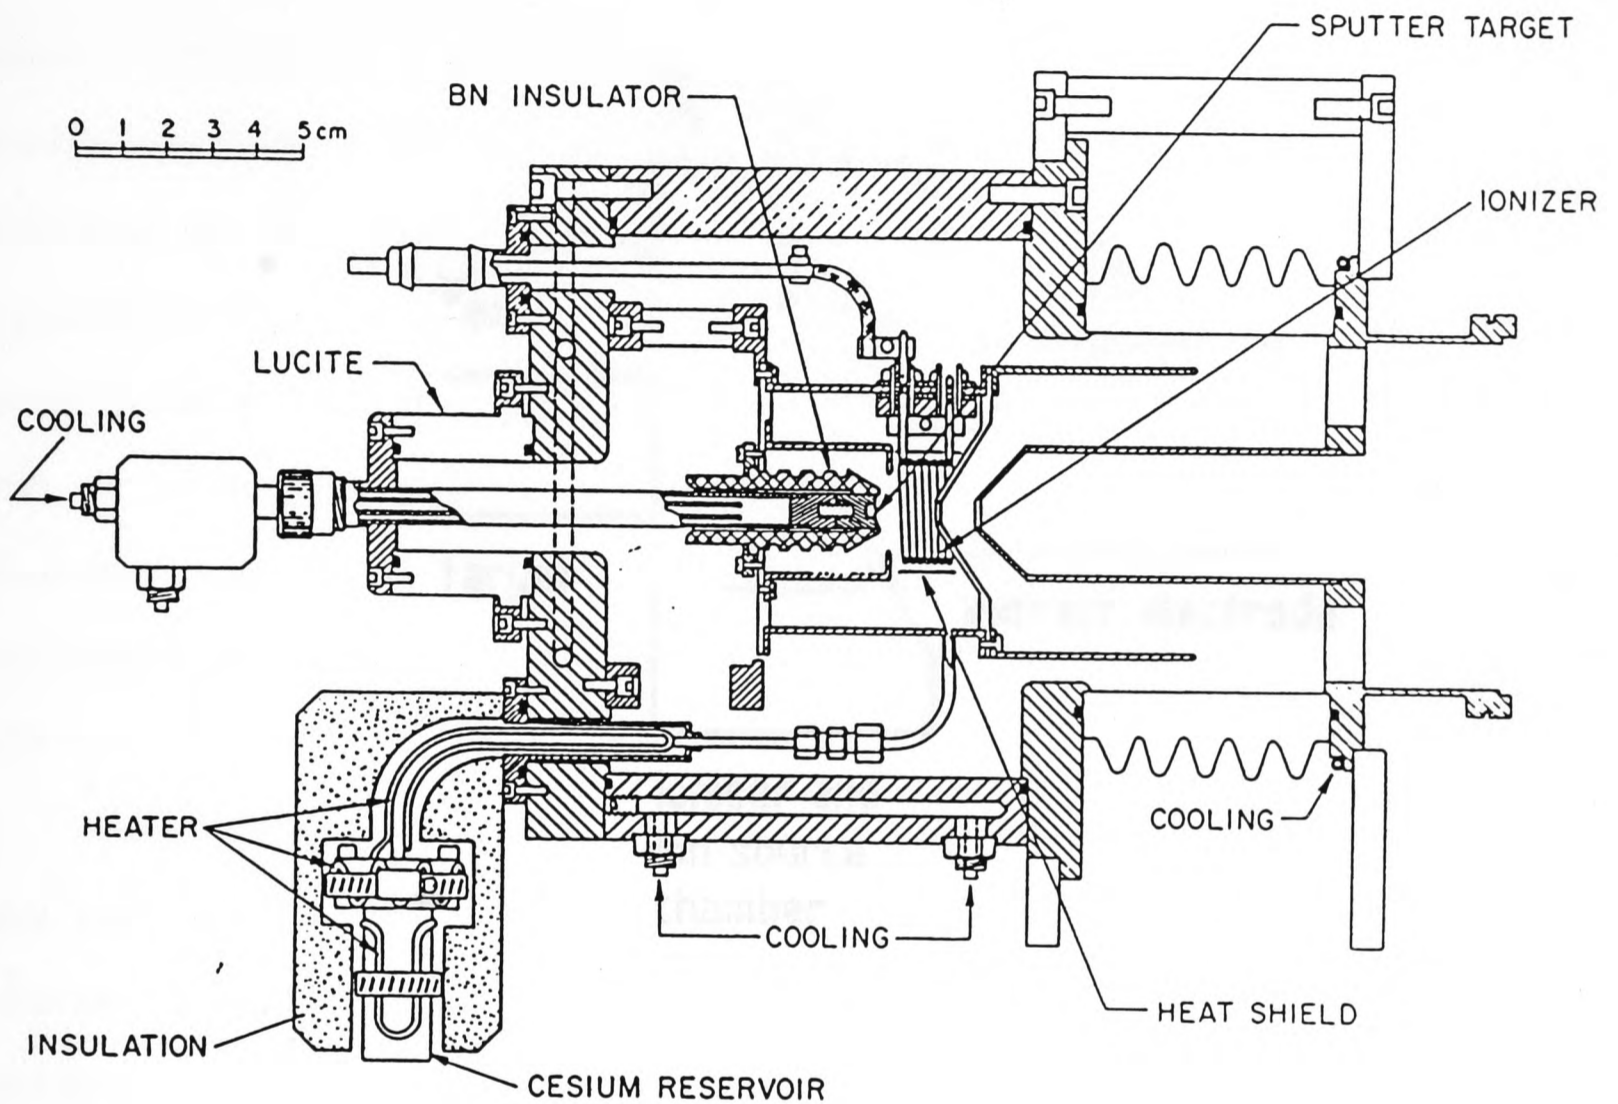 SPUTTER TARGET
BN INSULATOR
0 1 2 3 4 5cm
IONIZER
LUCITE
COOLING
HEATER
COOLING
COOLING
HEAT SHIELD
INSULATION
CESIUM RESERVOIR